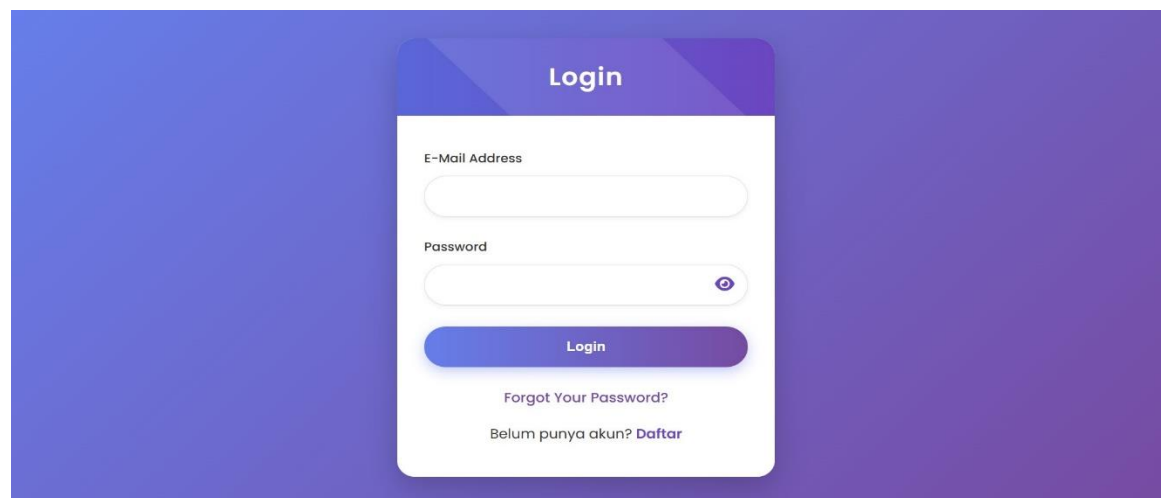 Login
E-Mail Address
Password
Login
Forgot Your Password?
Belum punya akun? Daftar